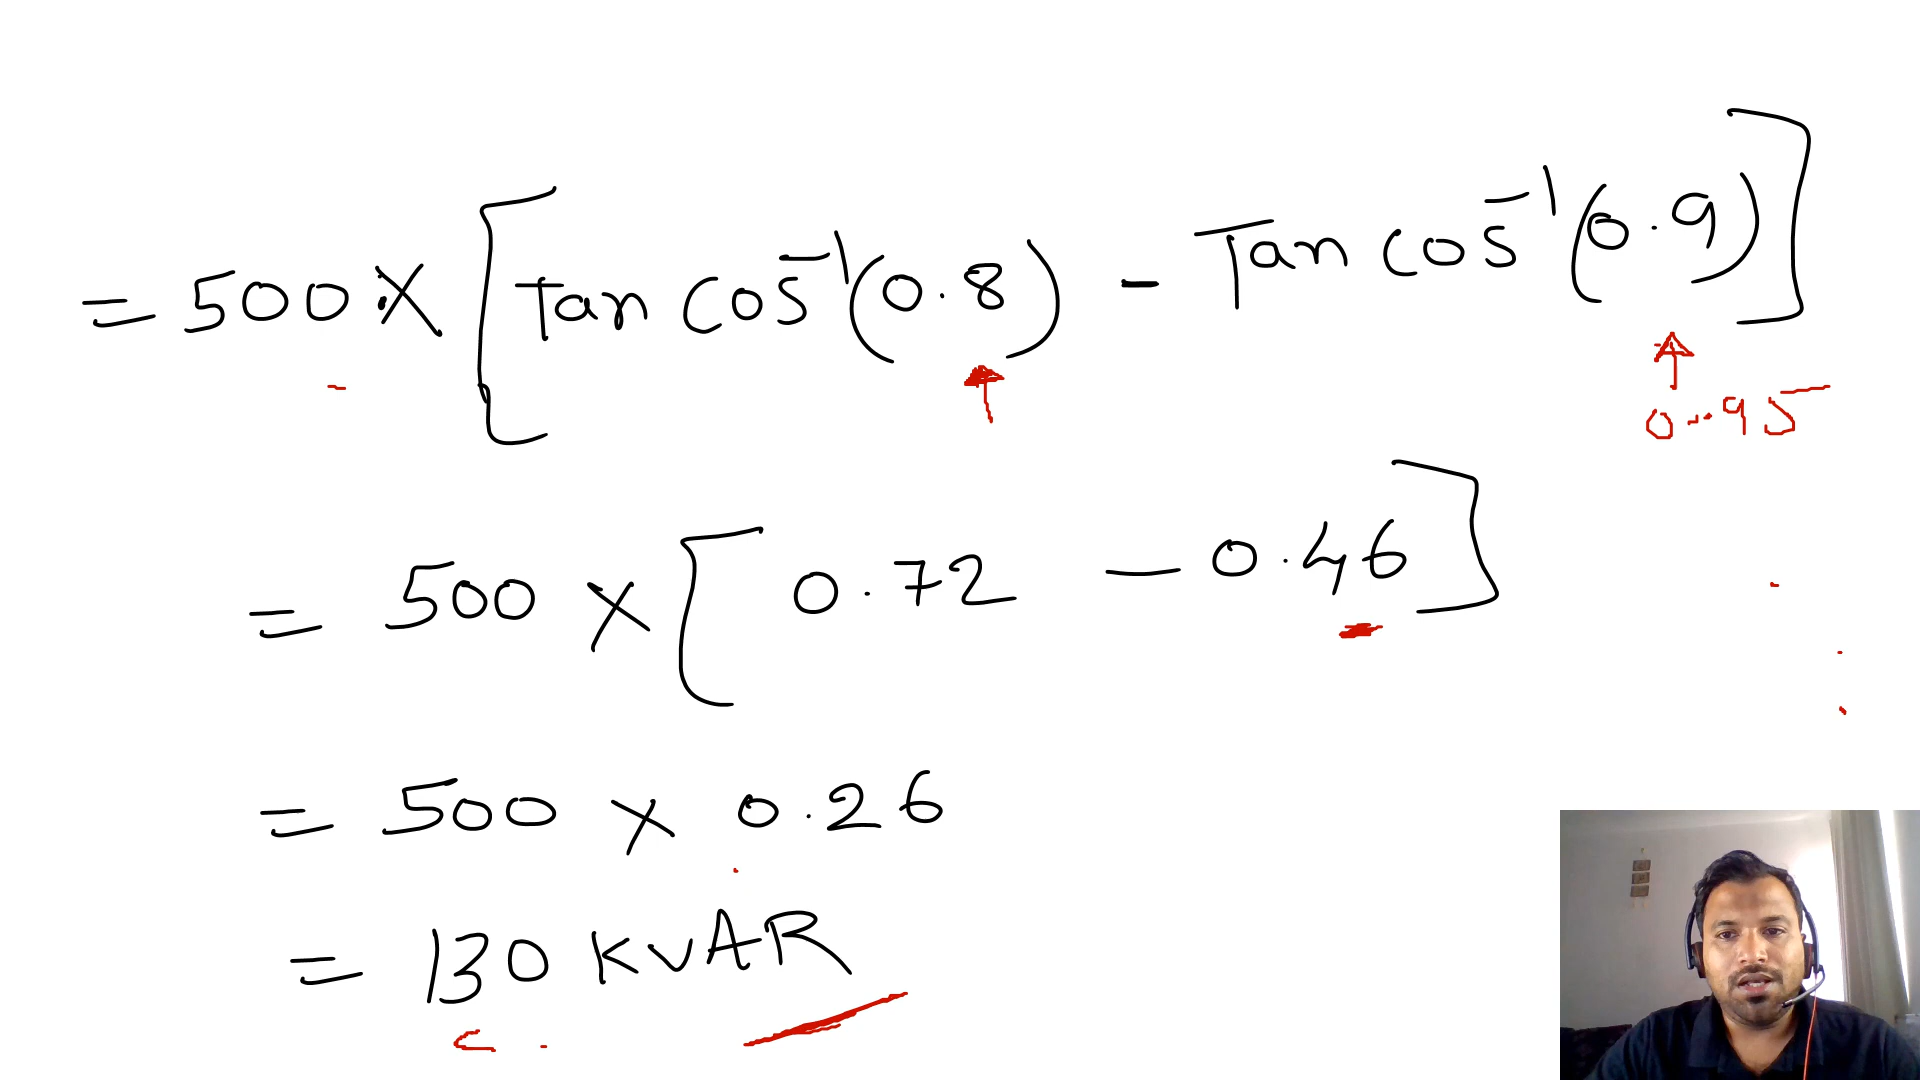 = 500 × [Tan cos⁻¹(0.8) - Tan cos⁻¹(0.9)]
0.95
= 500 × [0.72 - 0.46]
= 500 × 0.26
= 130 KVAR